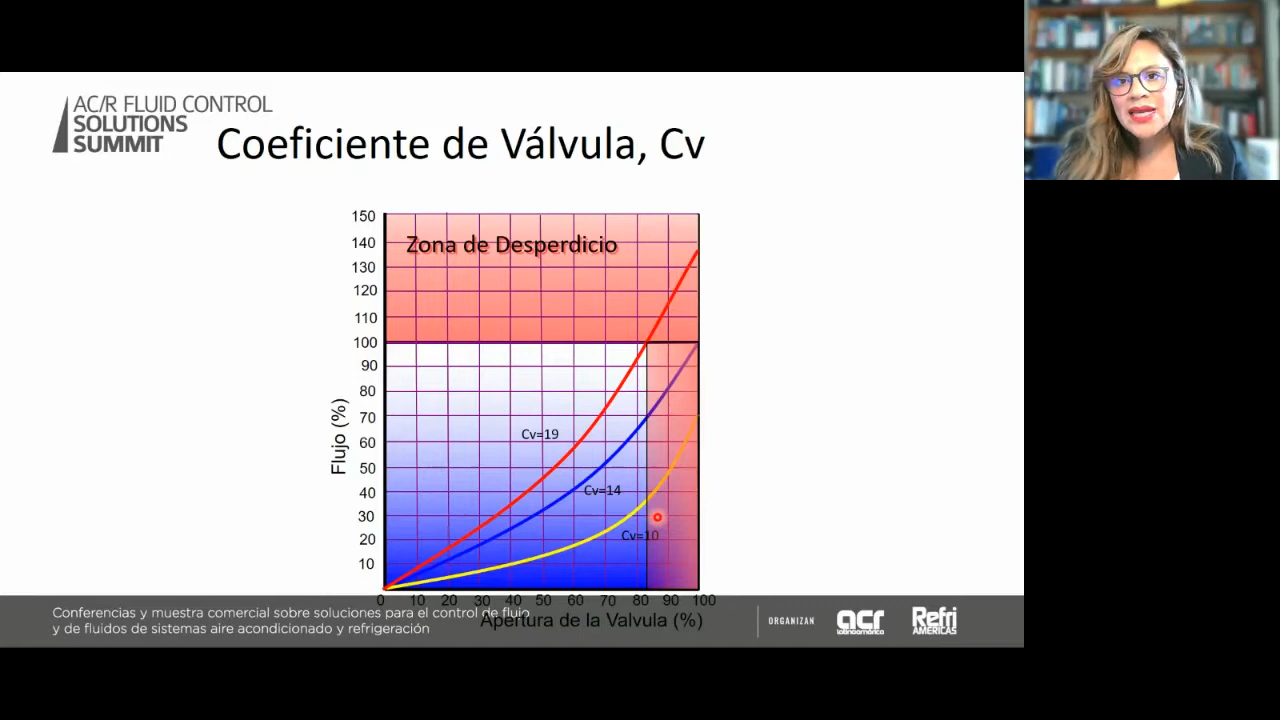 AC/R FLUID CONTROL
SOLUTIONS
SUMMIT
Coeficiente de Válvula, Cv
Zona de Desperdicio
150
140
130
120
110
100
90
80
70
60
50
40
30
20
10
Flujo (%)
Cv=19
Cv=14
Cv=10
0 10 20 30 40 50 60 70 80 90 100
Apertura de la Valvula (%)
Conferencias y muestra comercial sobre soluciones para el control de flujo
y de fluidos de sistemas aire acondicionado y refrigeración
ORGANIZAN
acr
latinoamérica
Refri
AMERICAS